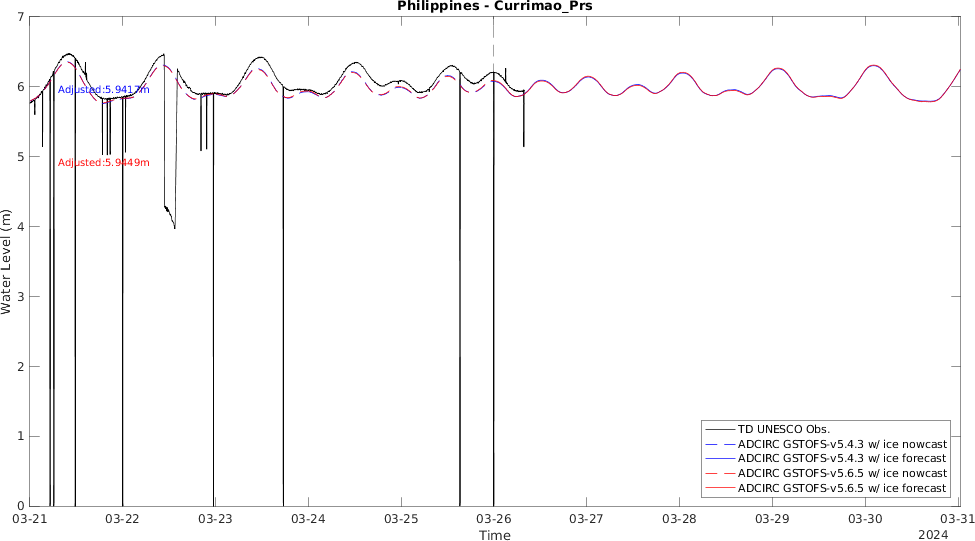 Philippines - Currimao_Prs
7
6
5
4
3
2
1
0
Water Level (m)
Adjusted:5.9417m
Adjusted:5.9449m
TD UNESCO Obs.
ADCIRC GSTOFS-v5.4.3 w/ ice nowcast
ADCIRC GSTOFS-v5.4.3 w/ ice forecast
ADCIRC GSTOFS-v5.6.5 w/ ice nowcast
ADCIRC GSTOFS-v5.6.5 w/ ice forecast
03-21 03-22 03-23 03-24 03-25 03-26 03-27 03-28 03-29 03-30 03-31
Time
2024